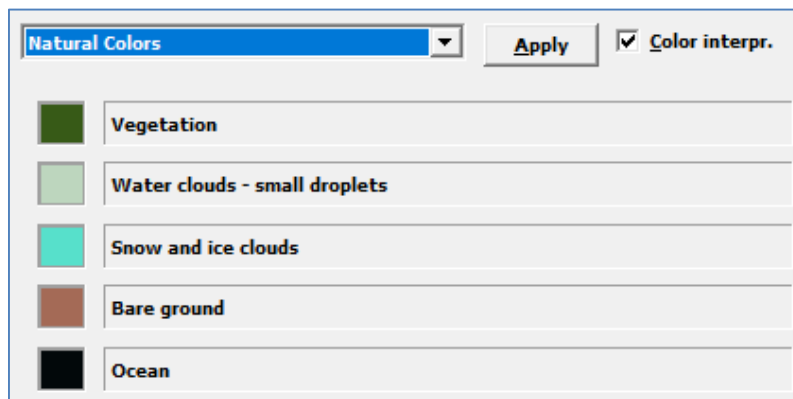 Natural Colors Apply Color interpr.
Vegetation
Water clouds - small droplets
Snow and ice clouds
Bare ground
Ocean